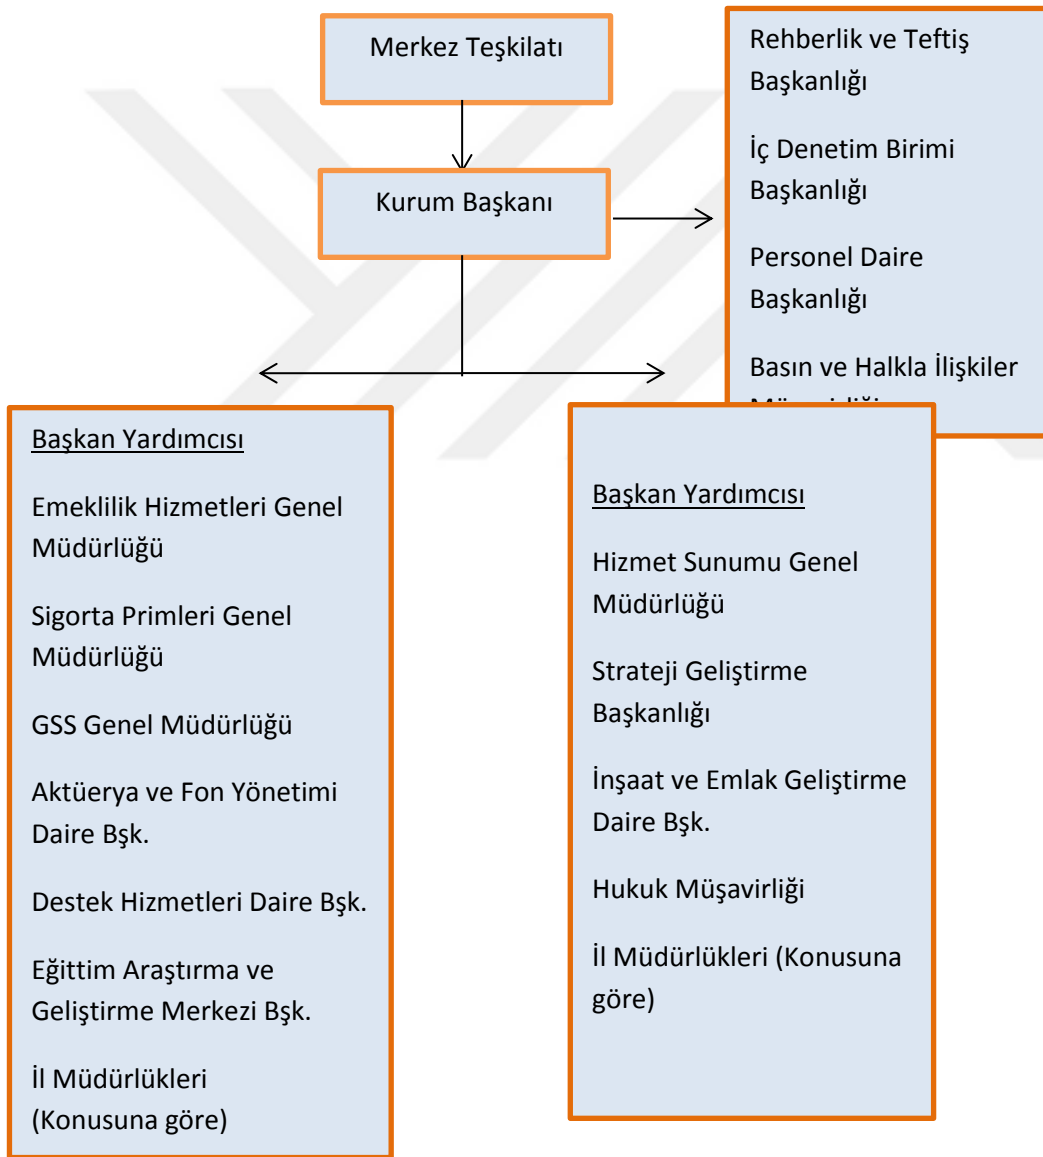 Merkez Teşkilatı
Kurum Başkanı
Rehberlik ve Teftiş
Başkanlığı
İç Denetim Birimi
Başkanlığı
Personel Daire
Başkanlığı
Basın ve Halkla İlişkiler
Başkan Yardımcısı
Emeklilik Hizmetleri Genel
Müdürlüğü
Sigorta Primleri Genel
Müdürlüğü
GSS Genel Müdürlüğü
Aktüerya ve Fon Yönetimi
Daire Bşk.
Destek Hizmetleri Daire Bşk.
Eğittim Araştırma ve
Geliştirme Merkezi Bşk.
İl Müdürlükleri
(Konusuna göre)
Başkan Yardımcısı
Hizmet Sunumu Genel
Müdürlüğü
Strateji Geliştirme
Başkanlığı
İnşaat ve Emlak Geliştirme
Daire Bşk.
Hukuk Müşavirliği
İl Müdürlükleri (Konusuna
göre)